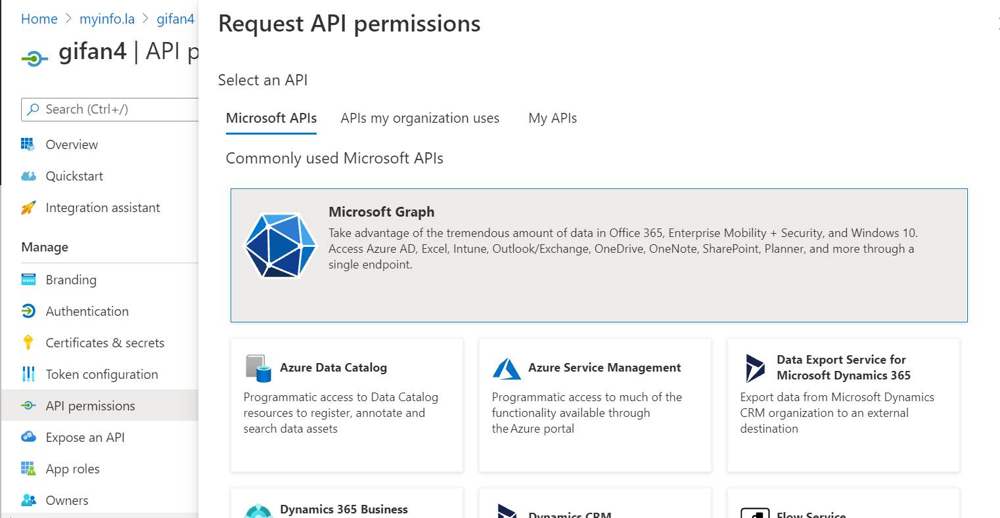 Home > myinfo.la > gifan4
gifan4 | API p
Search (Ctrl+/)
Overview
Quickstart
Integration assistant
Manage
Branding
www
Authentication
Certificates & secrets
Token configuration
API permissions
Expose an API
App roles
Owners
Request API permissions
Select an API
Microsoft APIs
APIs my organization uses
My APIs
Commonly used Microsoft APIs
Microsoft Graph
Take advantage of the tremendous amount of data in Office 365, Enterprise Mobility + Security, and Windows 10.
Access Azure AD, Excel, Intune, Outlook/Exchange, OneDrive, OneNote, SharePoint, Planner, and more through a
single endpoint.
Azure Data Catalog
Programmatic access to Data Catalog
resources to register, annotate and
search data assets
Azure Service Management
Programmatic access to much of the
functionality available through
the Azure portal
Data Export Service for
Microsoft Dynamics 365
Export data from Microsoft Dynamics
CRM organization to an external
destination
Dynamics 365 Business
Dynamics CRM
Flow Service